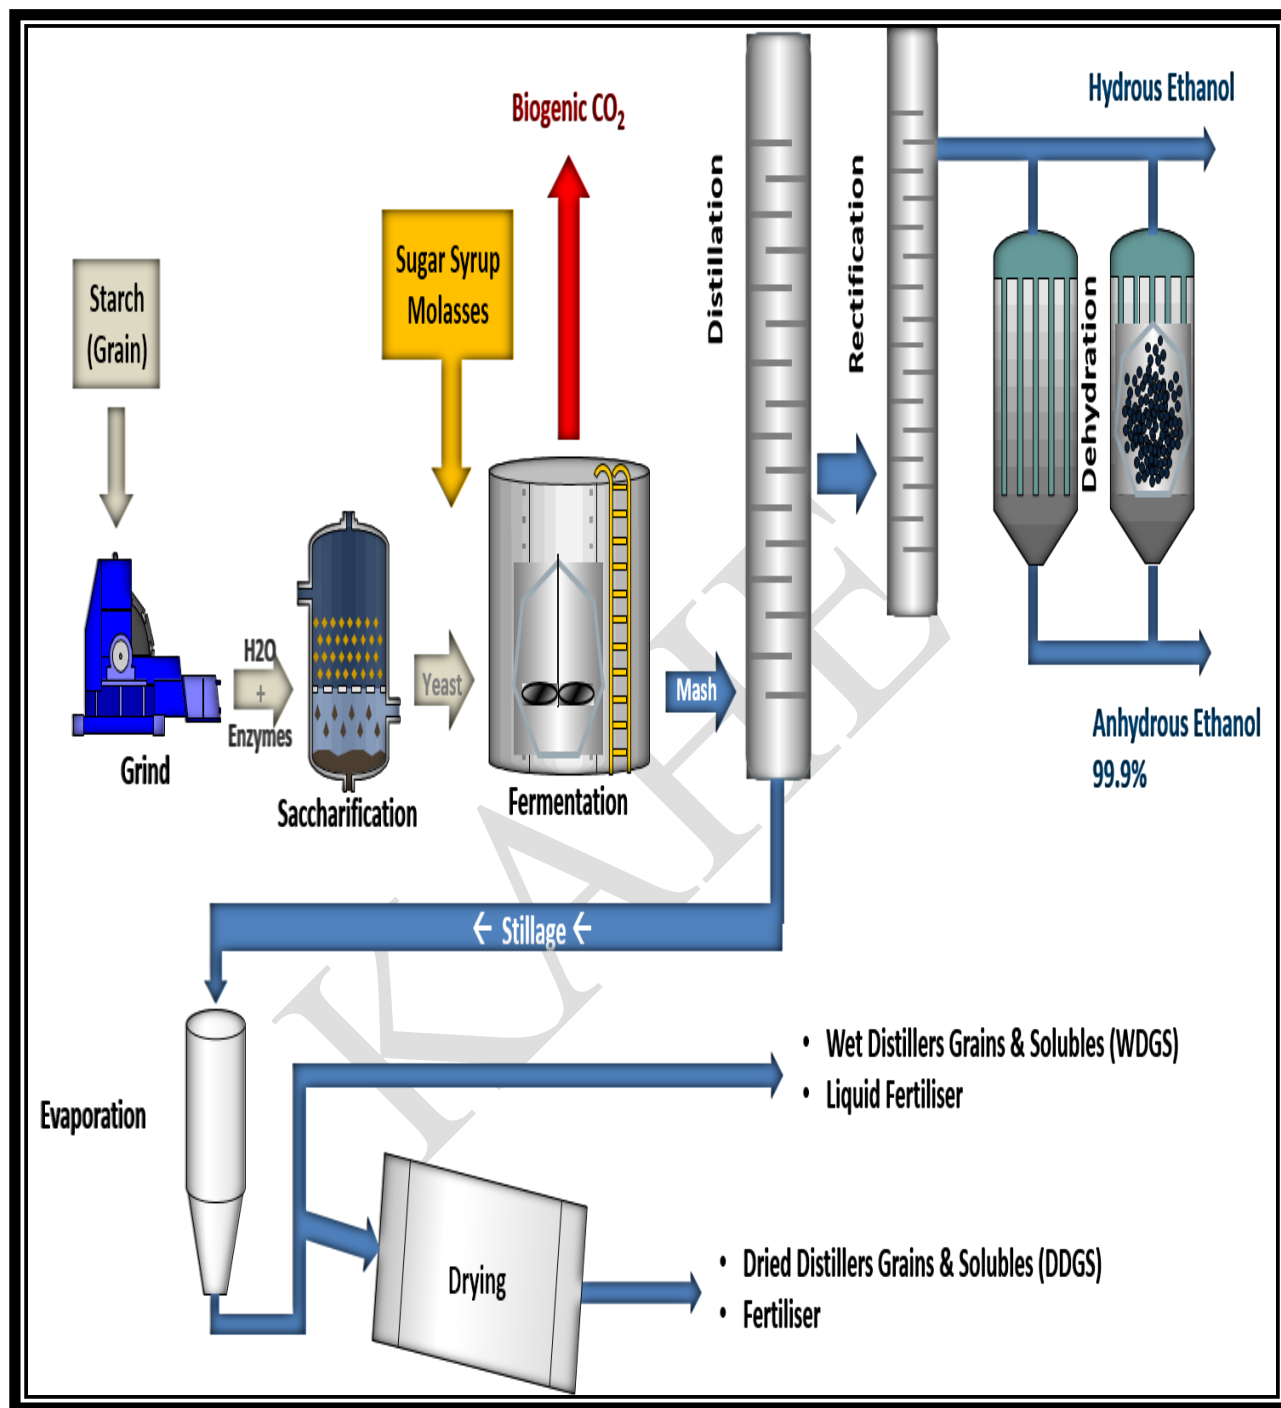 Hydrous Ethanol
Biogenic CO₂
Distillation
Rectification
Sugar Syrup
Molasses
Starch
(Grain)
Dehydration
H2O
+
Enzymes
Yeast
Mash
Grind
Saccharification
Fermentation
Anhydrous Ethanol
99.9%
← Stillage ←
KAHE
• Wet Distillers Grains & Solubles (WDGS)
• Liquid Fertiliser
Evaporation
Drying
• Dried Distillers Grains & Solubles (DDGS)
• Fertiliser